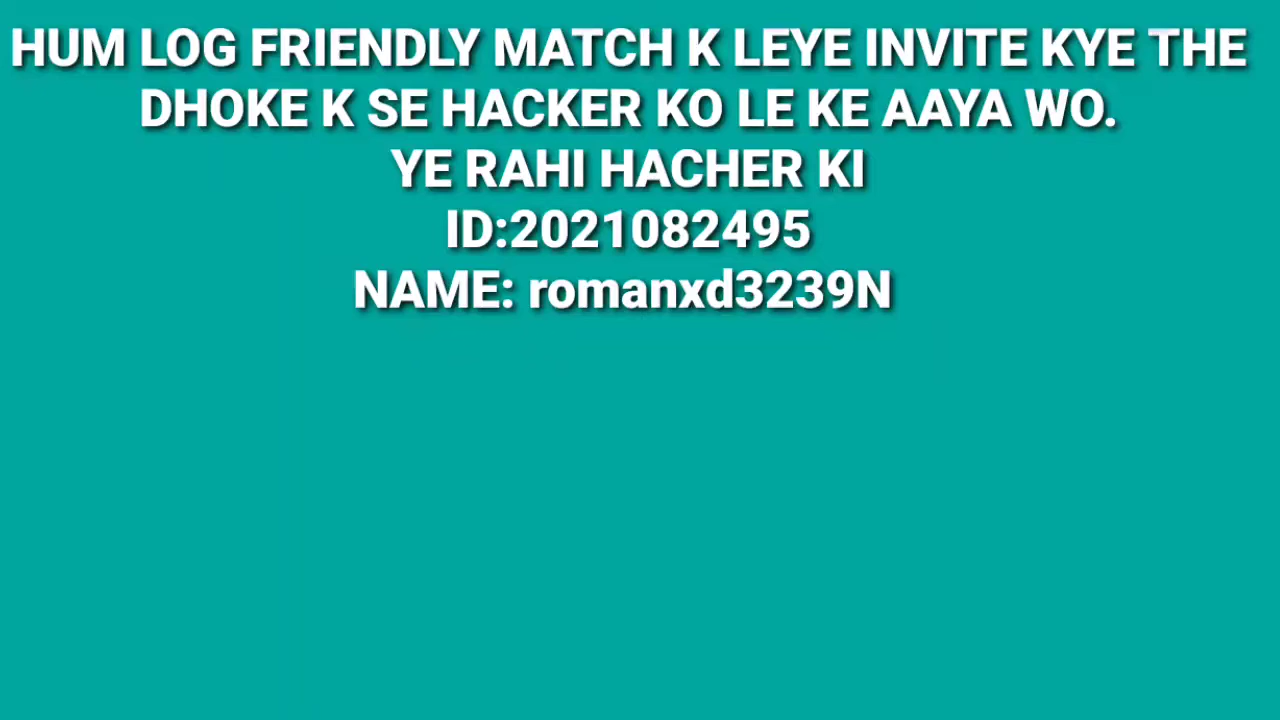 HUM LOG FRIENDLY MATCH K LEYE INVITE KYE THE
DHOKE K SE HACKER KO LE KE AAYA WO.
YE RAHI HACHER KI
ID:2021082495
NAME: romanxd3239N